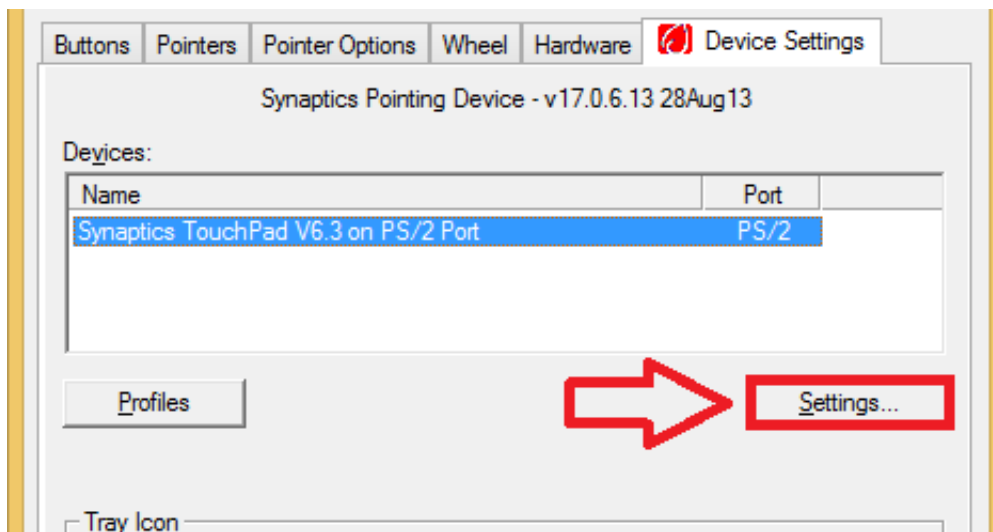 Buttons Pointers Pointer Options Wheel Hardware Device Settings
Synaptics Pointing Device - v17.0.6.13 28Aug13
Devices:
Name Port
Synaptics TouchPad V6.3 on PS/2 Port PS/2
Profiles Settings...
Tray Icon